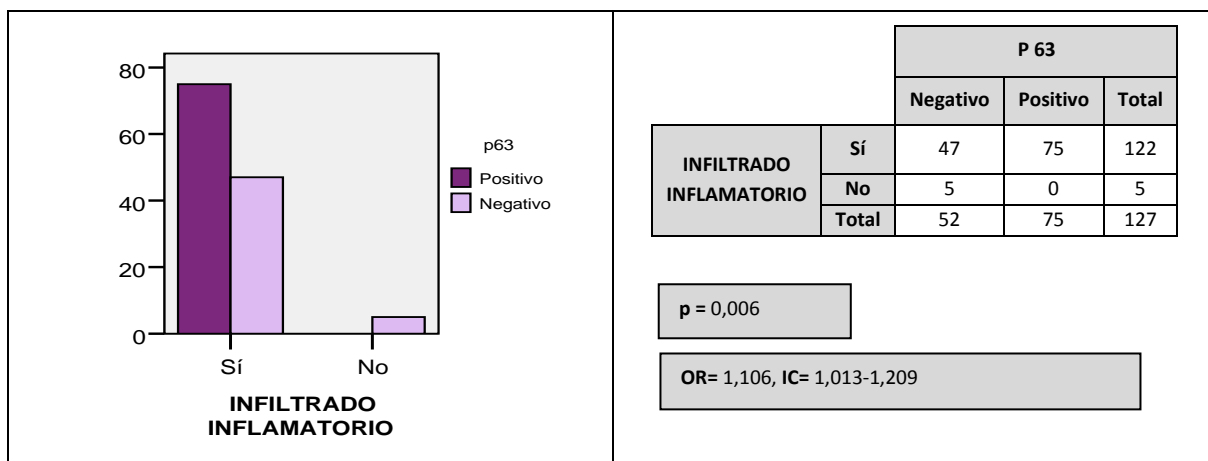 80
60
40
20
0
Sí No
INFILTRADO
INFLAMATORIO
p63
Positivo
Negativo
P 63
Negativo Positivo Total
INFILTRADO
INFLAMATORIO
Sí 47 75 122
No 5 0 5
Total 52 75 127
p = 0,006
OR= 1,106, IC= 1,013-1,209